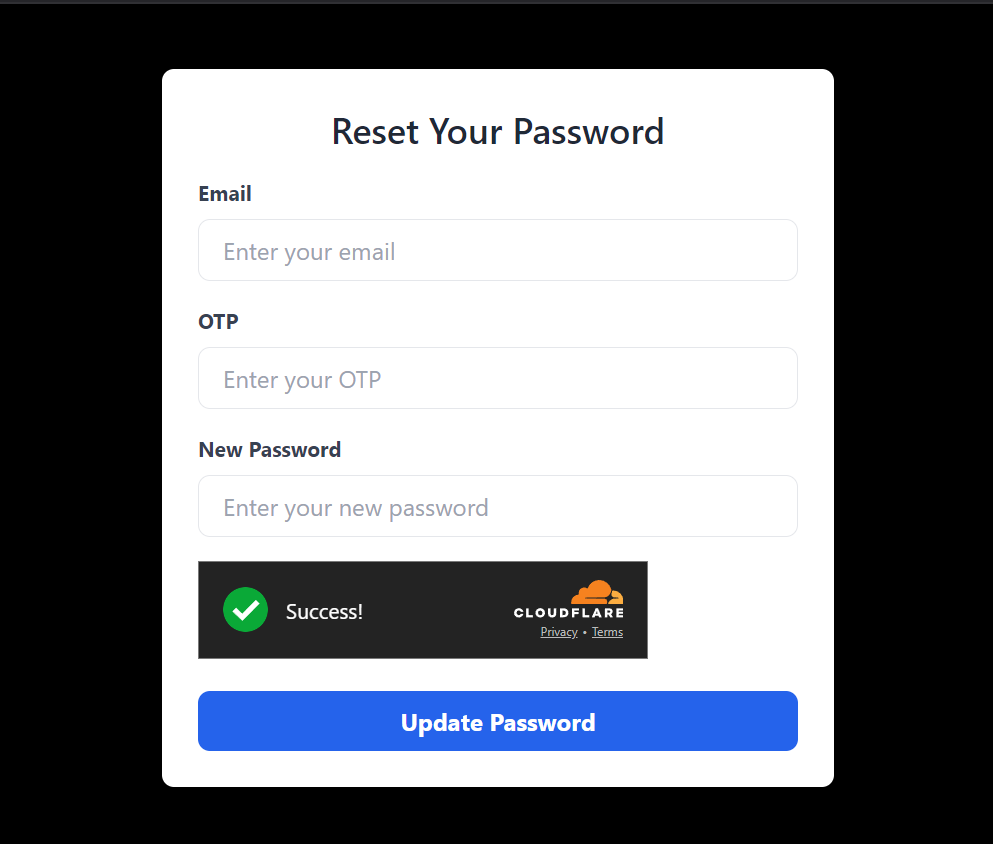 Reset Your Password
Email
Enter your email
OTP
Enter your OTP
New Password
Enter your new password
Success!
CLOUDFLARE
Privacy • Terms
Update Password